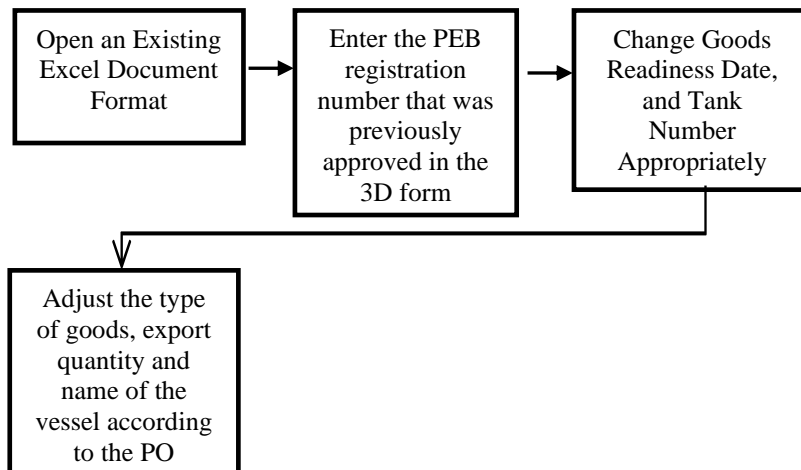 Open an Existing
Excel Document
Format
Enter the PEB
registration
number that was
previously
approved in the
3D form
Change Goods
Readiness Date,
and Tank
Number
Appropriately
Adjust the type
of goods, export
quantity and
name of the
vessel according
to the PO